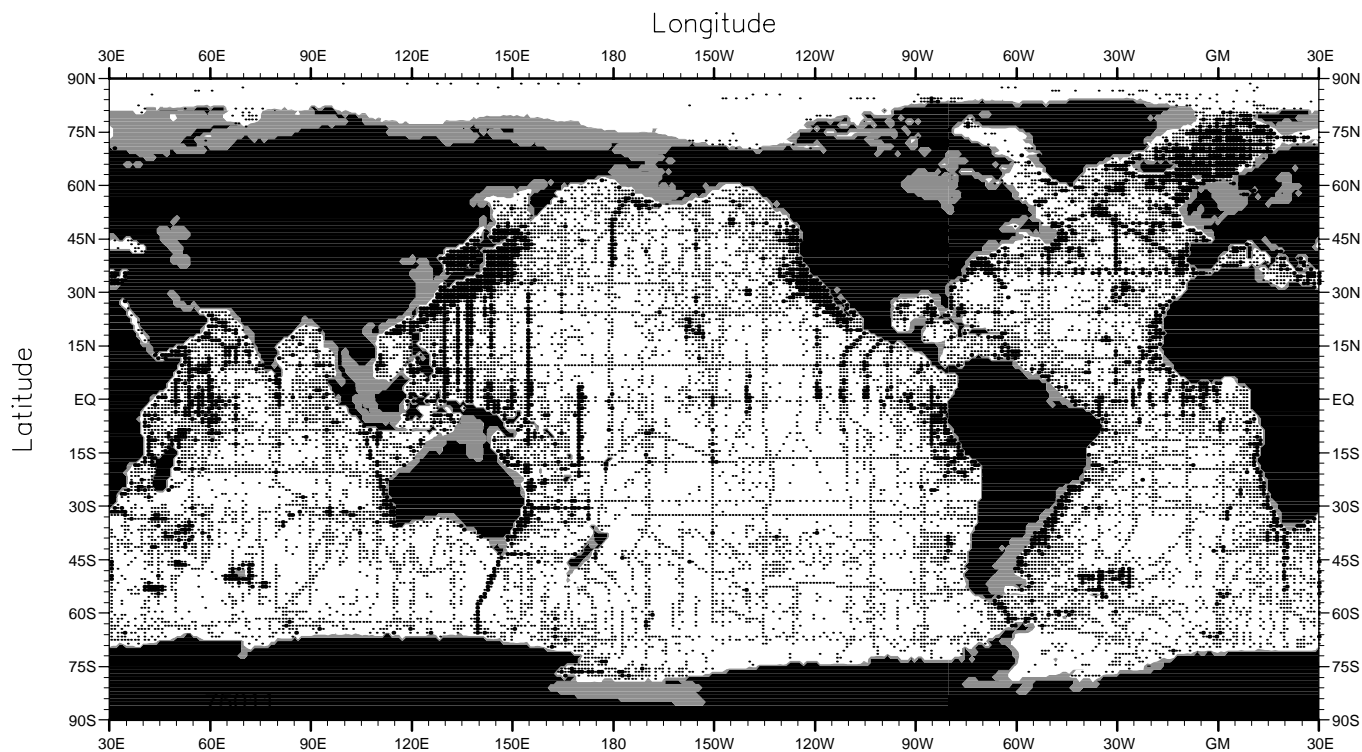 Longitude
30E 60E 90E 120E 150E 180 150W 120W 90W 60W 30W GM 30E
90N 90N
75N 75N
60N 60N
45N 45N
30N 30N
15N 15N
EQ EQ
Latitude
15S 15S
30S 30S
45S 45S
60S 60S
75S 75S
90S 90S
30E 60E 90E 120E 150E 180 150W 120W 90W 60W 30W GM 30E